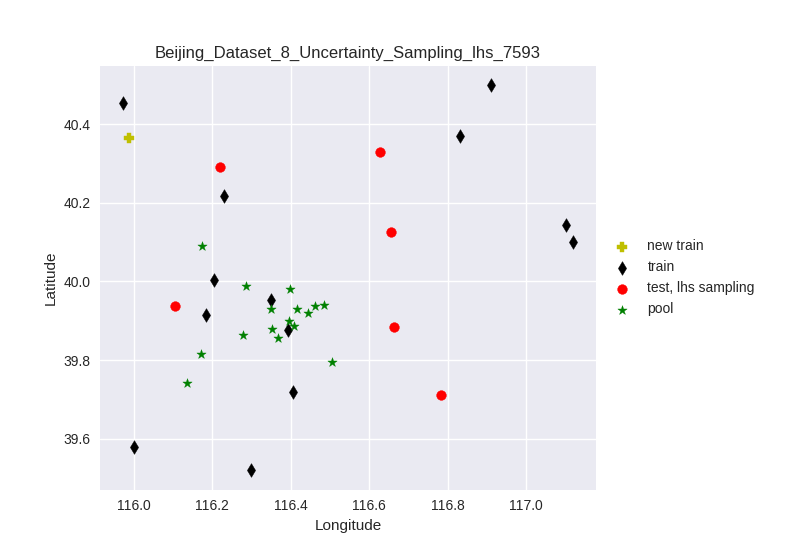 Beijing_Dataset_8_Uncertainty_Sampling_lhs_7593
40.4
40.2
40.0
39.8
39.6
Latitude
116.0 116.2 116.4 116.6 116.8 117.0
Longitude
new train
train
test, lhs sampling
pool